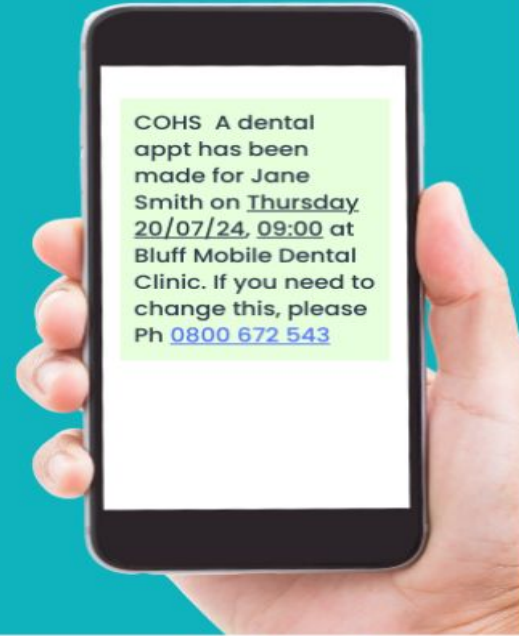 COHS  A dental
appt has been
made for Jane
Smith on Thursday
20/07/24, 09:00 at
Bluff Mobile Dental
Clinic. If you need to
change this, please
Ph 0800 672 543